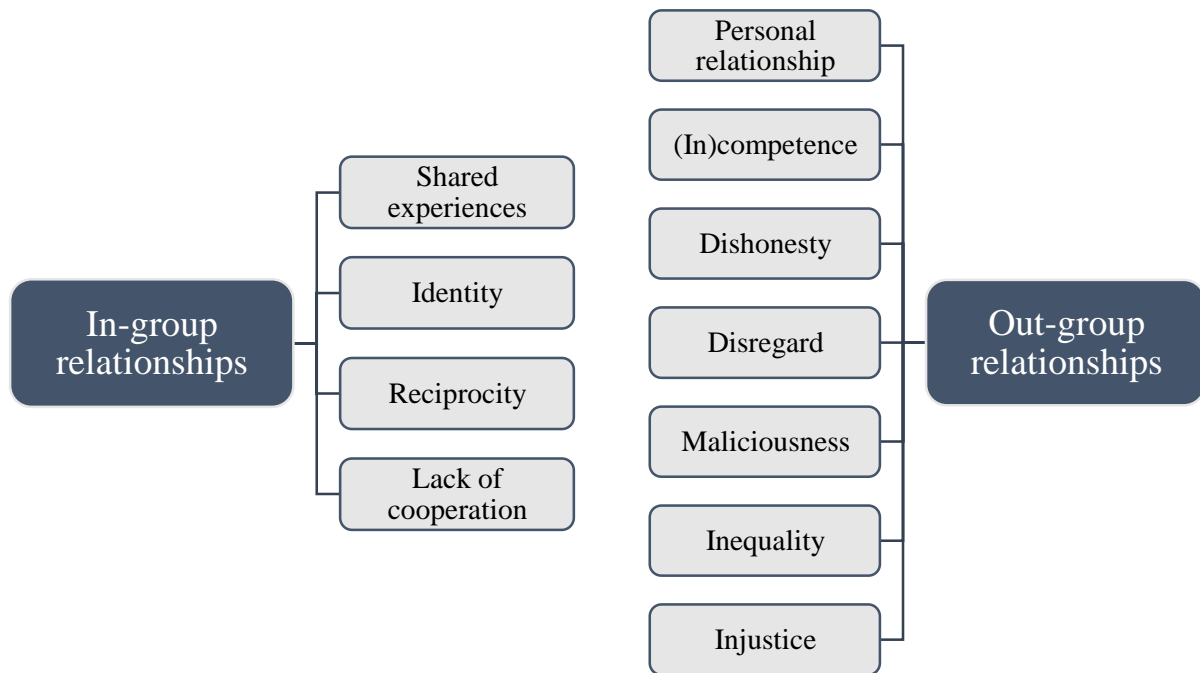 In-group
relationships
Shared
experiences
Identity
Reciprocity
Lack of
cooperation
Personal
relationship
(In)competence
Dishonesty
Disregard
Maliciousness
Inequality
Injustice
Out-group
relationships